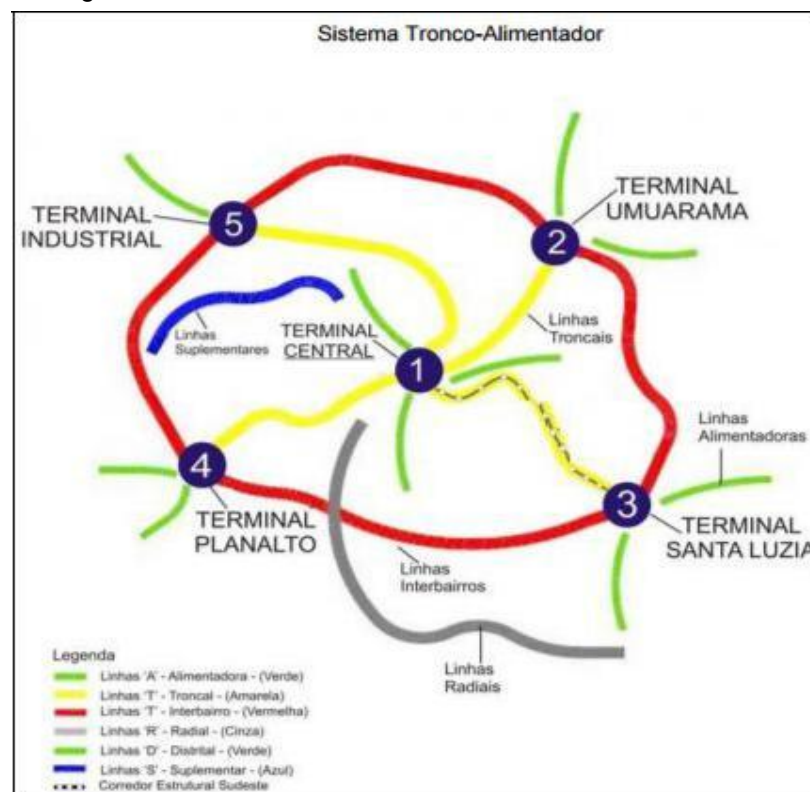 Sistema Tronco-Alimentador
TERMINAL
INDUSTRIAL
5
2
TERMINAL
UMUARAMA
Linhas
Suplementares
TERMINAL
CENTRAL
1
Linhas
Troncais
Linhas
Alimentadoras
4
TERMINAL
PLANALTO
3
TERMINAL
SANTA LUZIA
Linhas
Interbairros
Linhas
Radiais
Legenda
Linhas 'A' - Alimentadora - (Verde)
Linhas 'T' - Troncal - (Amarela)
Linhas 'T' - Interbairro - (Vermelha)
Linhas 'R' - Radial - (Cinza)
Linhas 'D' - Distrital - (Verde)
Linhas 'S' - Suplementar - (Azul)
Corredor Estrutural Sudeste